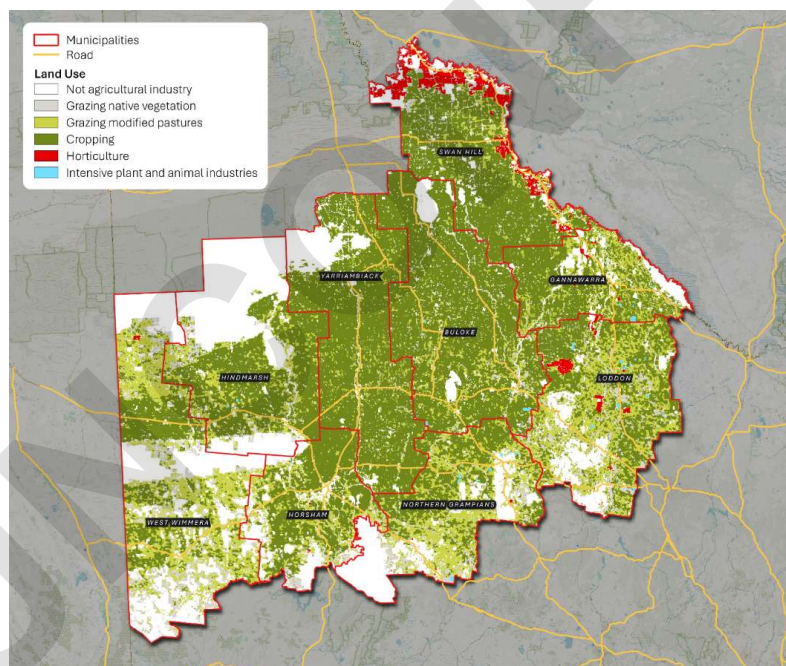 Municipalities
Road
Land Use
Not agricultural industry
Grazing native vegetation
Grazing modified pastures
Cropping
Horticulture
Intensive plant and animal industries
SWAN HILL
YARRIAMBIACK
GANNAWARRA
BULOKE
HINDMARSH
LODDON
NORTHERN GRAMPIANS
WEST WIMMERA
HORSHAM